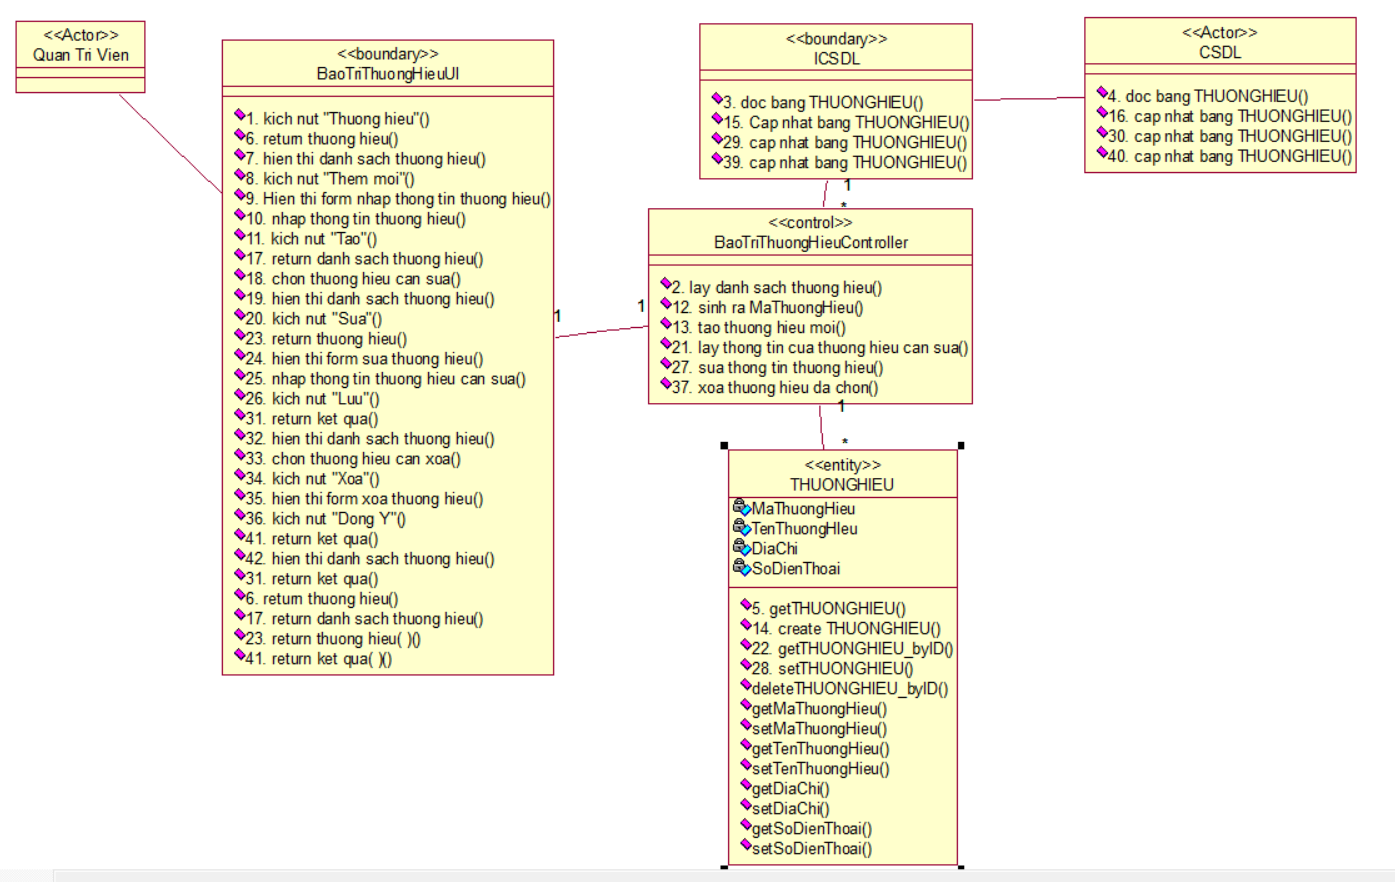 <<Actor>>
Quan Tri Vien
<<boundary>>
BaoTriThuongHieuUI
1. kich nut "Thuong hieu"()
6. return thuong hieu()
7. hien thi danh sach thuong hieu()
8. kich nut "Them moi"()
9. Hien thi form nhap thong tin thuong hieu()
10. nhap thong tin thuong hieu()
11. kich nut "Tao"()
17. return danh sach thuong hieu()
18. chon thuong hieu can sua()
19. hien thi danh sach thuong hieu()
20. kich nut "Sua"()
23. return thuong hieu()
24. hien thi form sua thuong hieu()
25. nhap thong tin thuong hieu can sua()
26. kich nut "Luu"()
31. return ket qua()
32. hien thi danh sach thuong hieu()
33. chon thuong hieu can xoa()
34. kich nut "Xoa"()
35. hien thi form xoa thuong hieu()
36. kich nut "Dong Y"()
41. return ket qua()
42. hien thi danh sach thuong hieu()
31. return ket qua()
6. return thuong hieu()
17. return danh sach thuong hieu()
23. return thuong hieu( )()
41. return ket qua( )()
1
1
<<boundary>>
ICSDL
3. doc bang THUONGHIEU()
15. Cap nhat bang THUONGHIEU()
29. cap nhat bang THUONGHIEU()
39. cap nhat bang THUONGHIEU()
1
*
<<Actor>>
CSDL
4. doc bang THUONGHIEU()
16. cap nhat bang THUONGHIEU()
30. cap nhat bang THUONGHIEU()
40. cap nhat bang THUONGHIEU()
<<control>>
BaoTriThuongHieuController
2. lay danh sach thuong hieu()
12. sinh ra MaThuongHieu()
13. tao thuong hieu moi()
21. lay thong tin cua thuong hieu can sua()
27. sua thong tin thuong hieu()
37. xoa thuong hieu da chon()
1
*
<<entity>>
THUONGHIEU
MaThuongHieu
TenThuongHIeu
DiaChi
SoDienThoai
5. getTHUONGHIEU()
14. create THUONGHIEU()
22. getTHUONGHIEU_byID()
28. setTHUONGHIEU()
deleteTHUONGHIEU_byID()
getMaThuongHieu()
setMaThuongHieu()
getTenThuongHieu()
setTenThuongHieu()
getDiaChi()
setDiaChi()
getSoDienThoai()
setSoDienThoai()